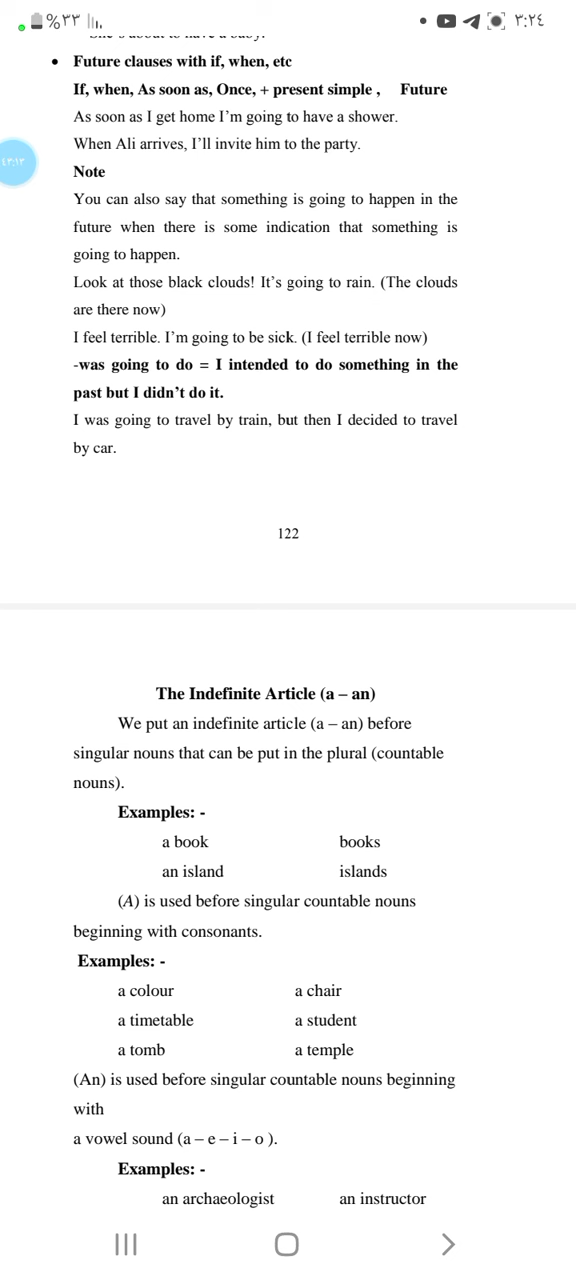 %٣٣
٣:٢٤
Future clauses with if, when, etc
If, when, As soon as, Once, + present simple , Future
As soon as I get home I'm going to have a shower.
When Ali arrives, I'll invite him to the party.
٤٣:١٣
Note
You can also say that something is going to happen in the
future when there is some indication that something is
going to happen.
Look at those black clouds! It's going to rain. (The clouds
are there now)
I feel terrible. I'm going to be sick. (I feel terrible now)
-was going to do = I intended to do something in the
past but I didn't do it.
I was going to travel by train, but then I decided to travel
by car.
122
The Indefinite Article (a – an)
We put an indefinite article (a – an) before
singular nouns that can be put in the plural (countable
nouns).
Examples: -
a book books
an island islands
(A) is used before singular countable nouns
beginning with consonants.
Examples: -
a colour a chair
a timetable a student
a tomb a temple
(An) is used before singular countable nouns beginning
with
a vowel sound (a – e – i – o ).
Examples: -
an archaeologist an instructor